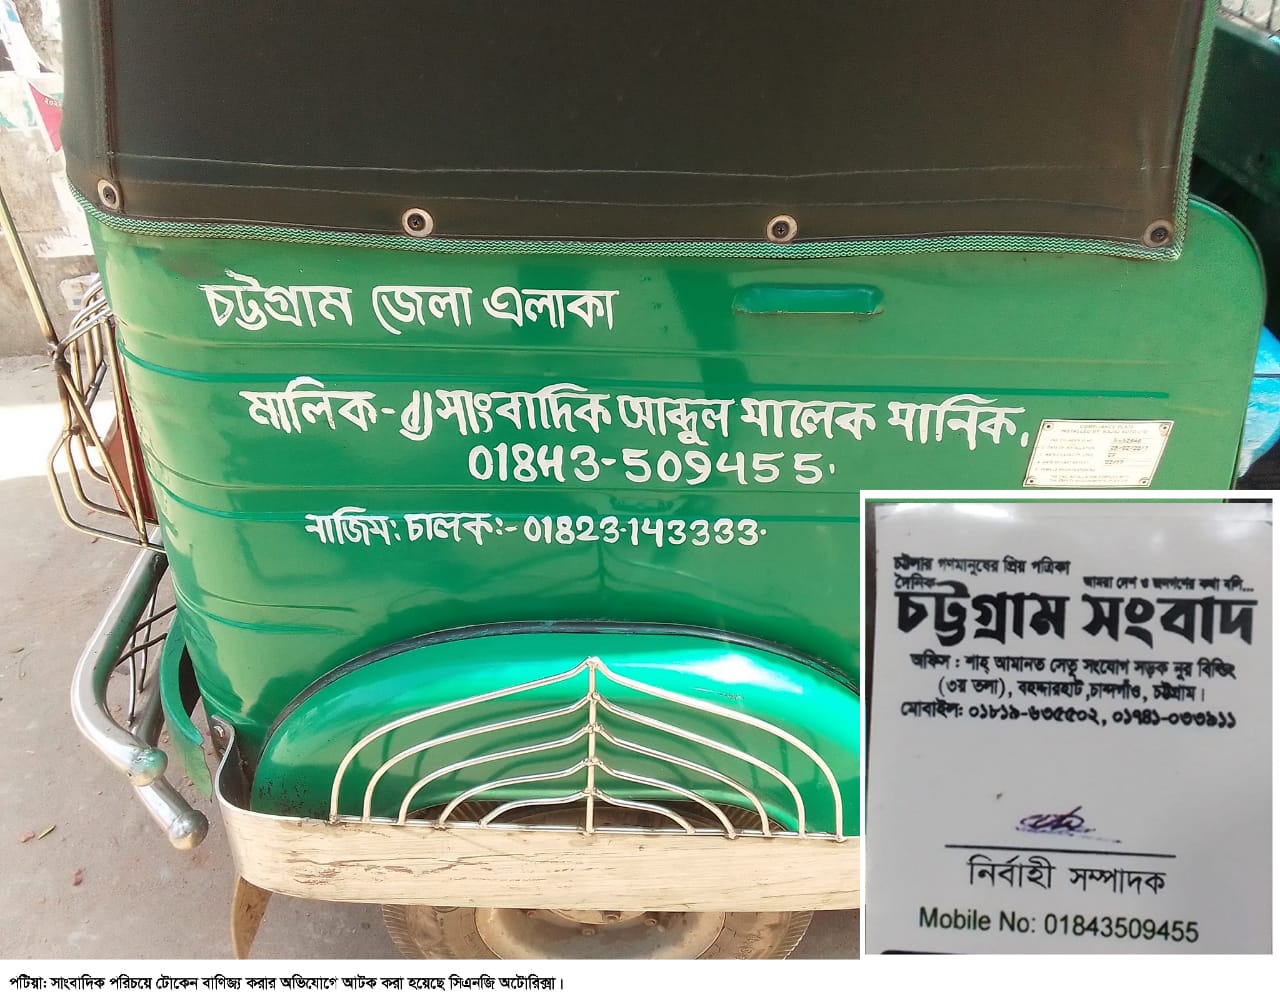 চট্টগ্রাম জেলা এলাকা
মালিক-সাংবাদিক আব্দুল মালেক মানিক.
01843-509455.
নাজিম: চালক:- 01823-143333.
চট্টলার গণমানুষের প্রিয় পত্রিকা
দৈনিক আমরা দেশ ও জনগণের কথা বলি...
চট্টগ্রাম সংবাদ
অফিস : শাহ্ আমানত সেতু সংযোগ সড়ক নুর বিল্ডিং
(৩য় তলা), বহদ্দারহাট, চান্দগাঁও, চট্টগ্রাম।
মোবাইল: ০১৮১৯-৬৩৫৫০২, ০১৭৪১-০৩৩৯১১
নির্বাহী সম্পাদক
Mobile No: 01843509455
পটিয়া: সাংবাদিক পরিচয়ে টোকেন বাণিজ্য করার অভিযোগে আটক করা হয়েছে সিএনজি অটোরিক্সা।